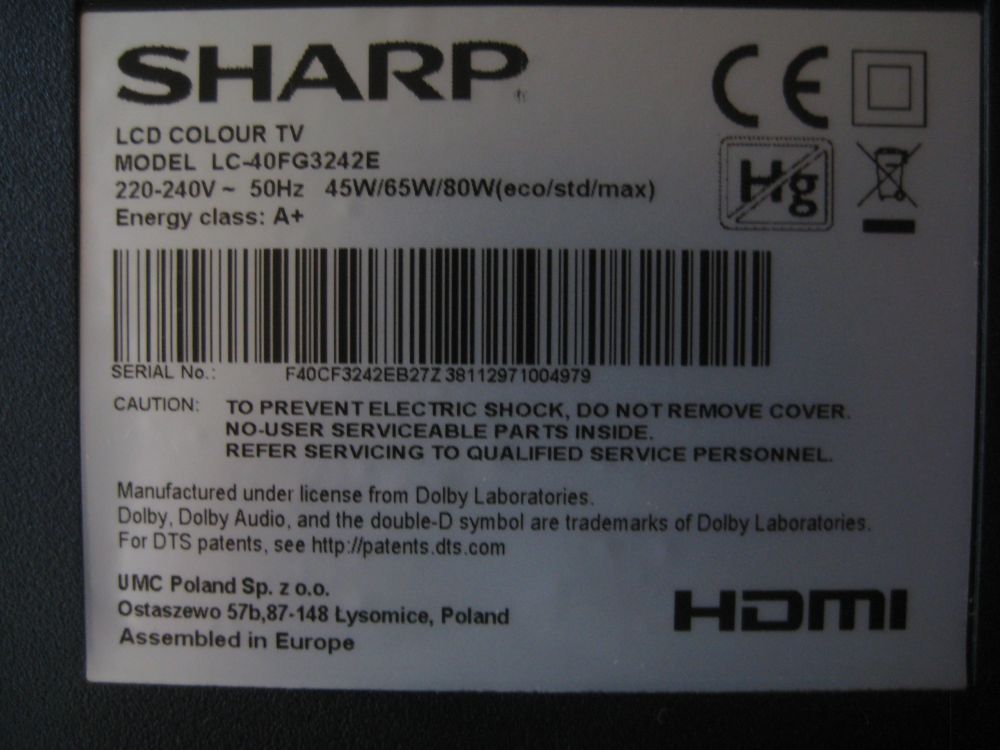 SHARP
CE
LCD COLOUR TV
MODEL LC-40FG3242E
220-240V ~ 50Hz 45W/65W/80W(eco/std/max)
Energy class: A+
Hg
SERIAL No.: F40CF3242EB27Z 38112971004979
CAUTION: TO PREVENT ELECTRIC SHOCK, DO NOT REMOVE COVER.
NO-USER SERVICEABLE PARTS INSIDE.
REFER SERVICING TO QUALIFIED SERVICE PERSONNEL.
Manufactured under license from Dolby Laboratories.
Dolby, Dolby Audio, and the double-D symbol are trademarks of Dolby Laboratories.
For DTS patents, see http://patents.dts.com
UMC Poland Sp. z o.o.
Ostaszewo 57b,87-148 Łysomice, Poland
Assembled in Europe
HDMI